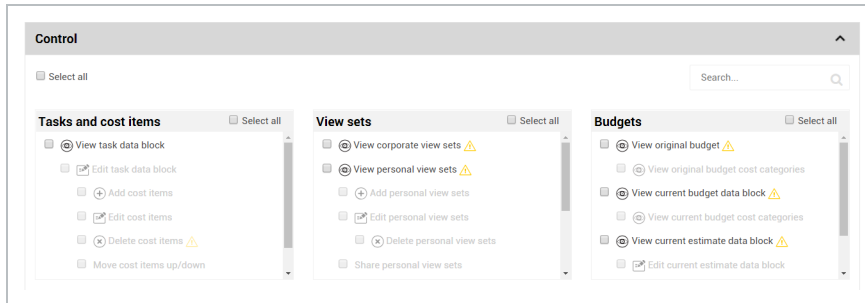 Control
Select all
Search...
Tasks and cost items
Select all
View task data block
Edit task data block
Add cost items
Edit cost items
Delete cost items
Move cost items up/down
View sets
Select all
View corporate view sets
View personal view sets
Add personal view sets
Edit personal view sets
Delete personal view sets
Share personal view sets
Budgets
Select all
View original budget
View original budget cost categories
View current budget data block
View current budget cost categories
View current estimate data block
Edit current estimate data block